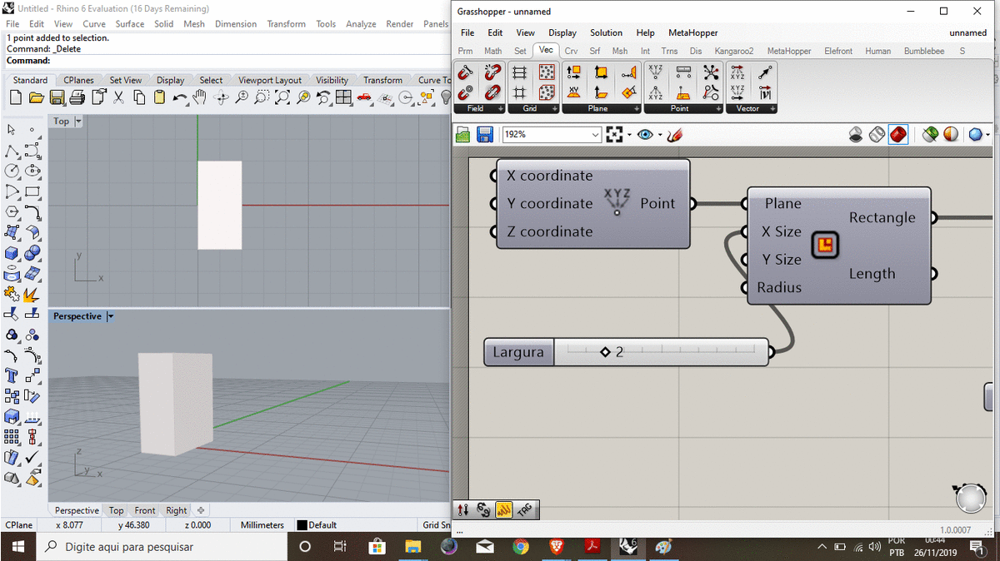 Untitled - Rhino 6 Evaluation (16 Days Remaining)
File Edit View Curve Surface Solid Mesh Dimension Transform Tools Analyze Render Panels
1 point added to selection.
Command: _Delete
Command:
Standard CPlanes Set View Display Select Viewport Layout Visibility Transform Curve To
Top
y
x
Perspective
z
y
x
Perspective Top Front Right
CPlane x 8.077 y 46.380 z 0.000 Millimeters Default Grid Sn
Grasshopper - unnamed
File Edit View Display Solution Help MetaHopper unnamed
Prm Math Set Vec Crv Srf Msh Int Trns Dis Kangaroo2 MetaHopper Elefront Human Bumblebee S
Field Grid Plane Point Vector
192%
X coordinate
Y coordinate
Z coordinate
XYZ
Point
Plane
X Size
Y Size
Radius
Rectangle
Length
Largura 2
TAG
...
1.0.0007
Digite aqui para pesquisar
POR
PTB
00:44
26/11/2019
1